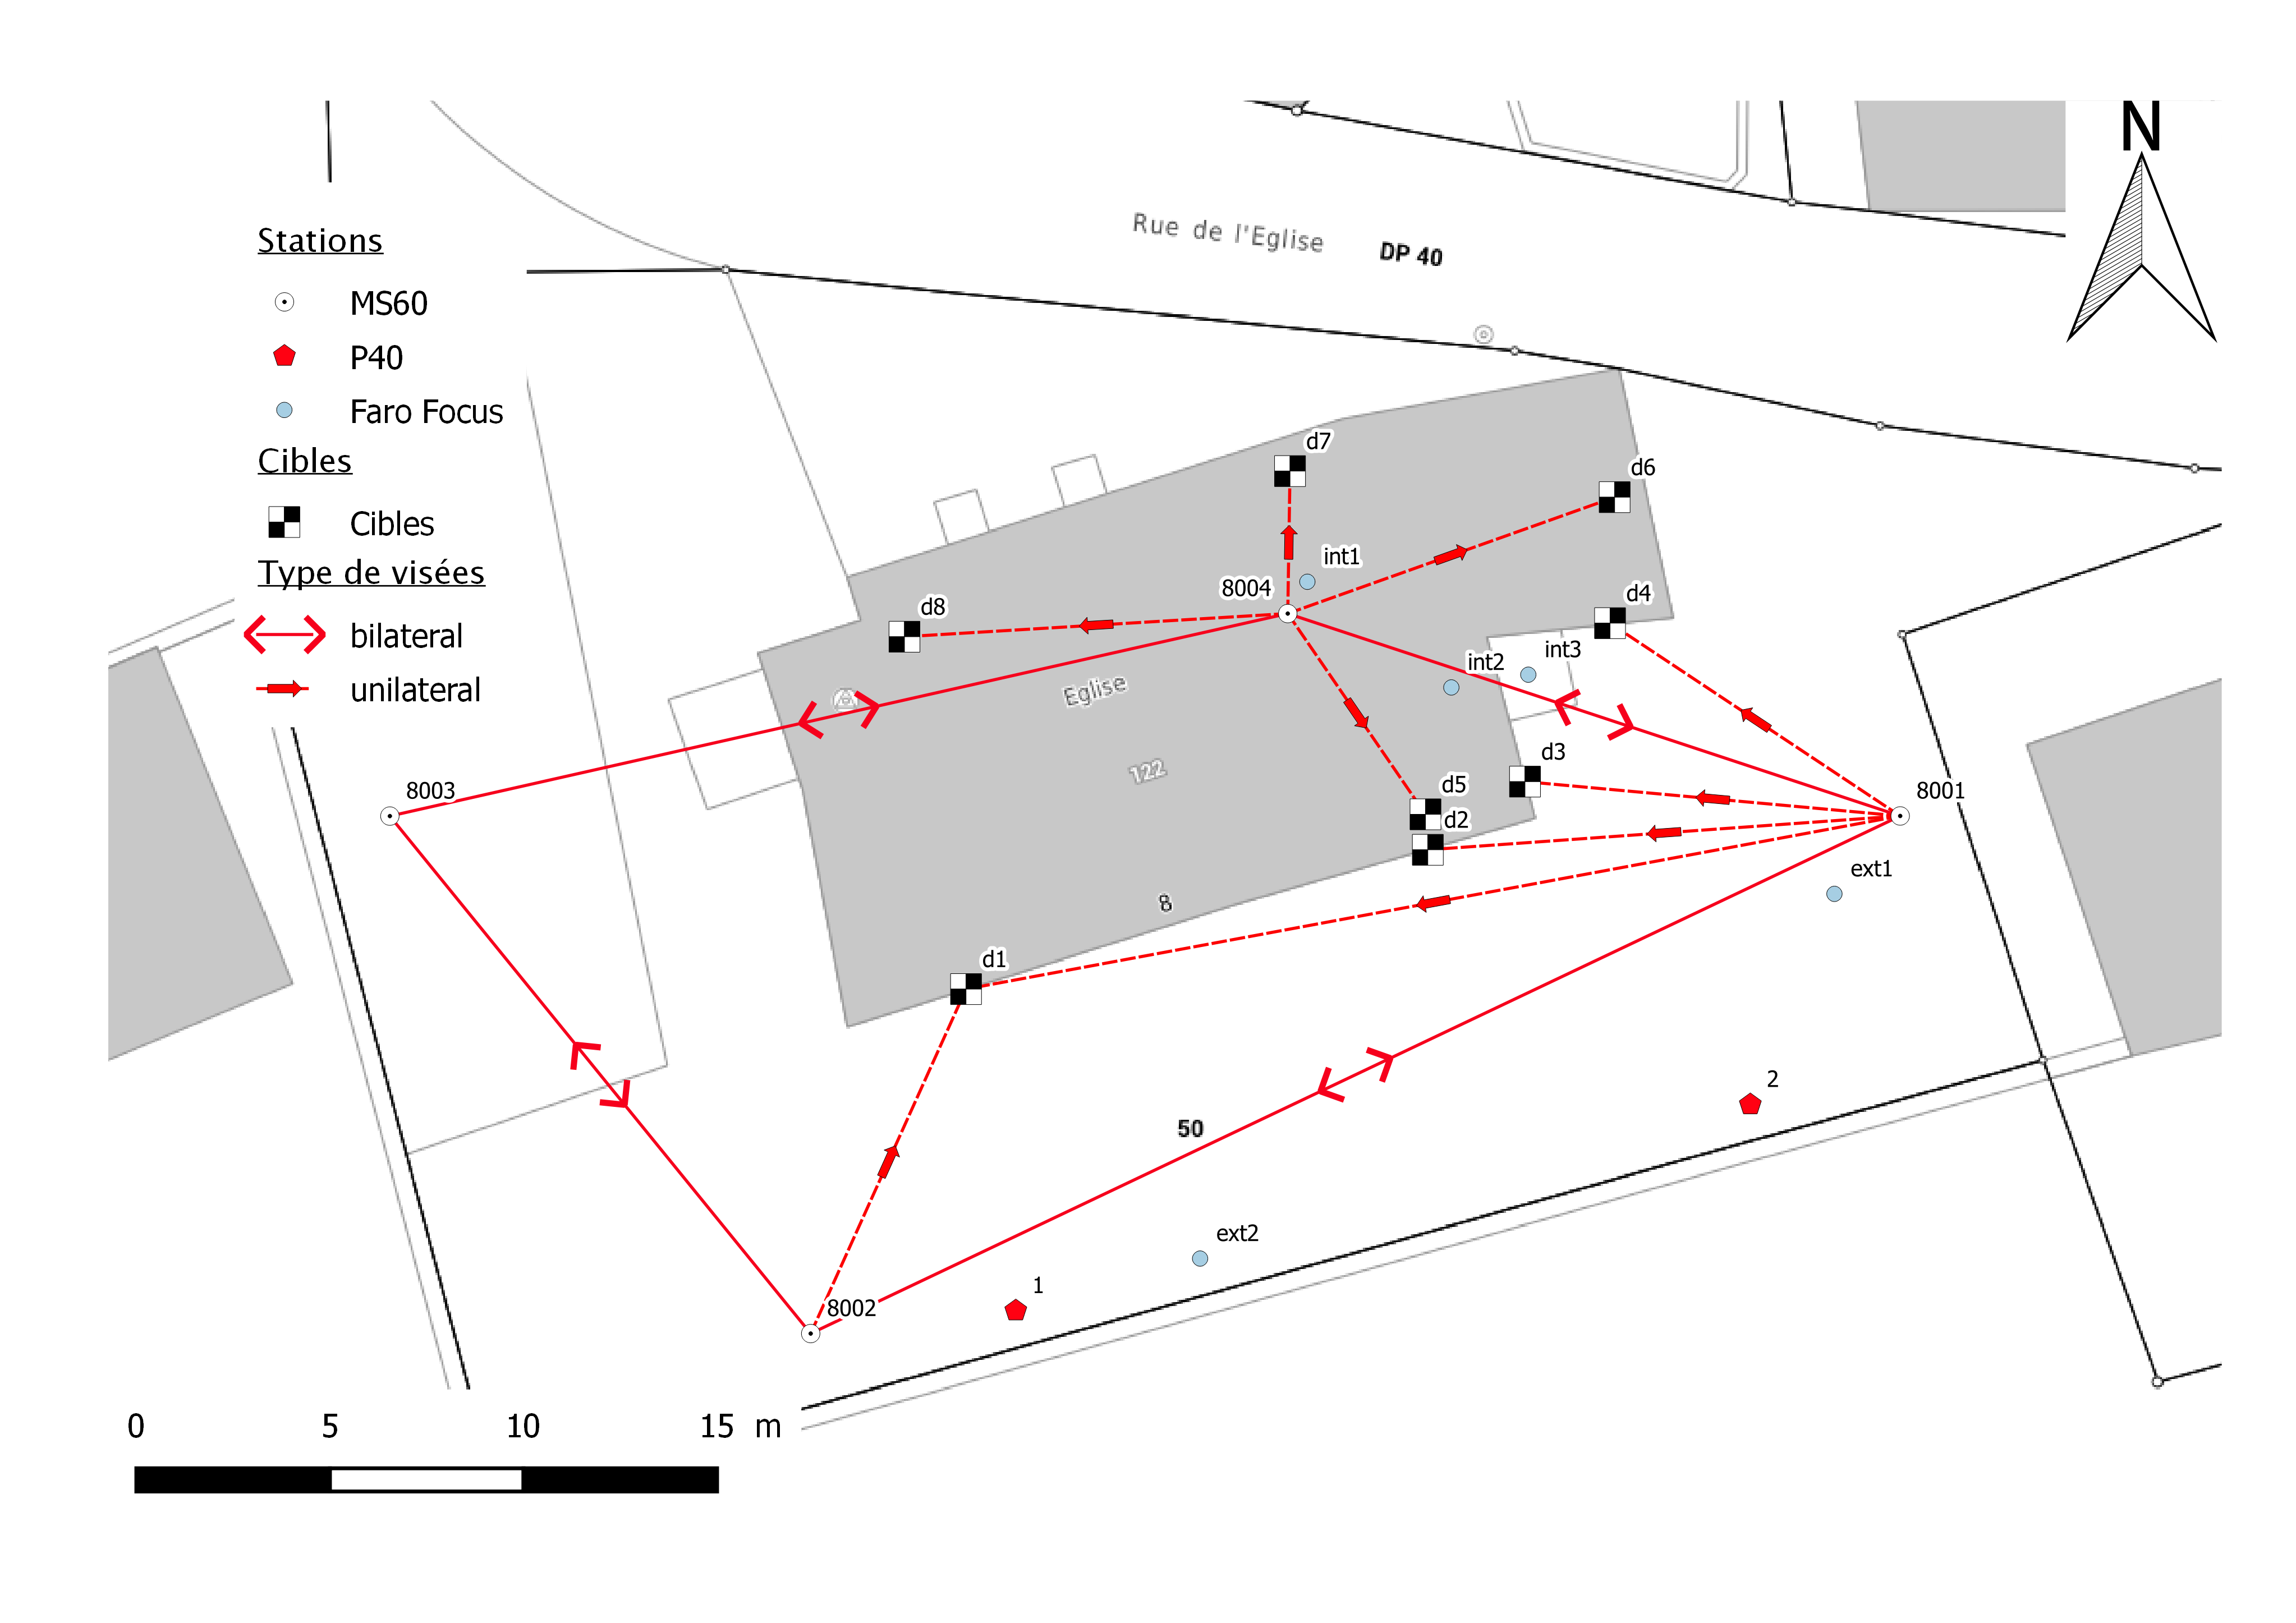 N
Rue de l'Eglise
DP 40
Stations
MS60
P40
Faro Focus
Cibles
Cibles
Type de visées
bilateral
unilateral
d7
d6
int1
8004
d4
d8
int3
int2
Eglise
122
d3
d5
d2
8003
8001
ext1
8
d1
2
50
ext2
1
8002
0 5 10 15 m